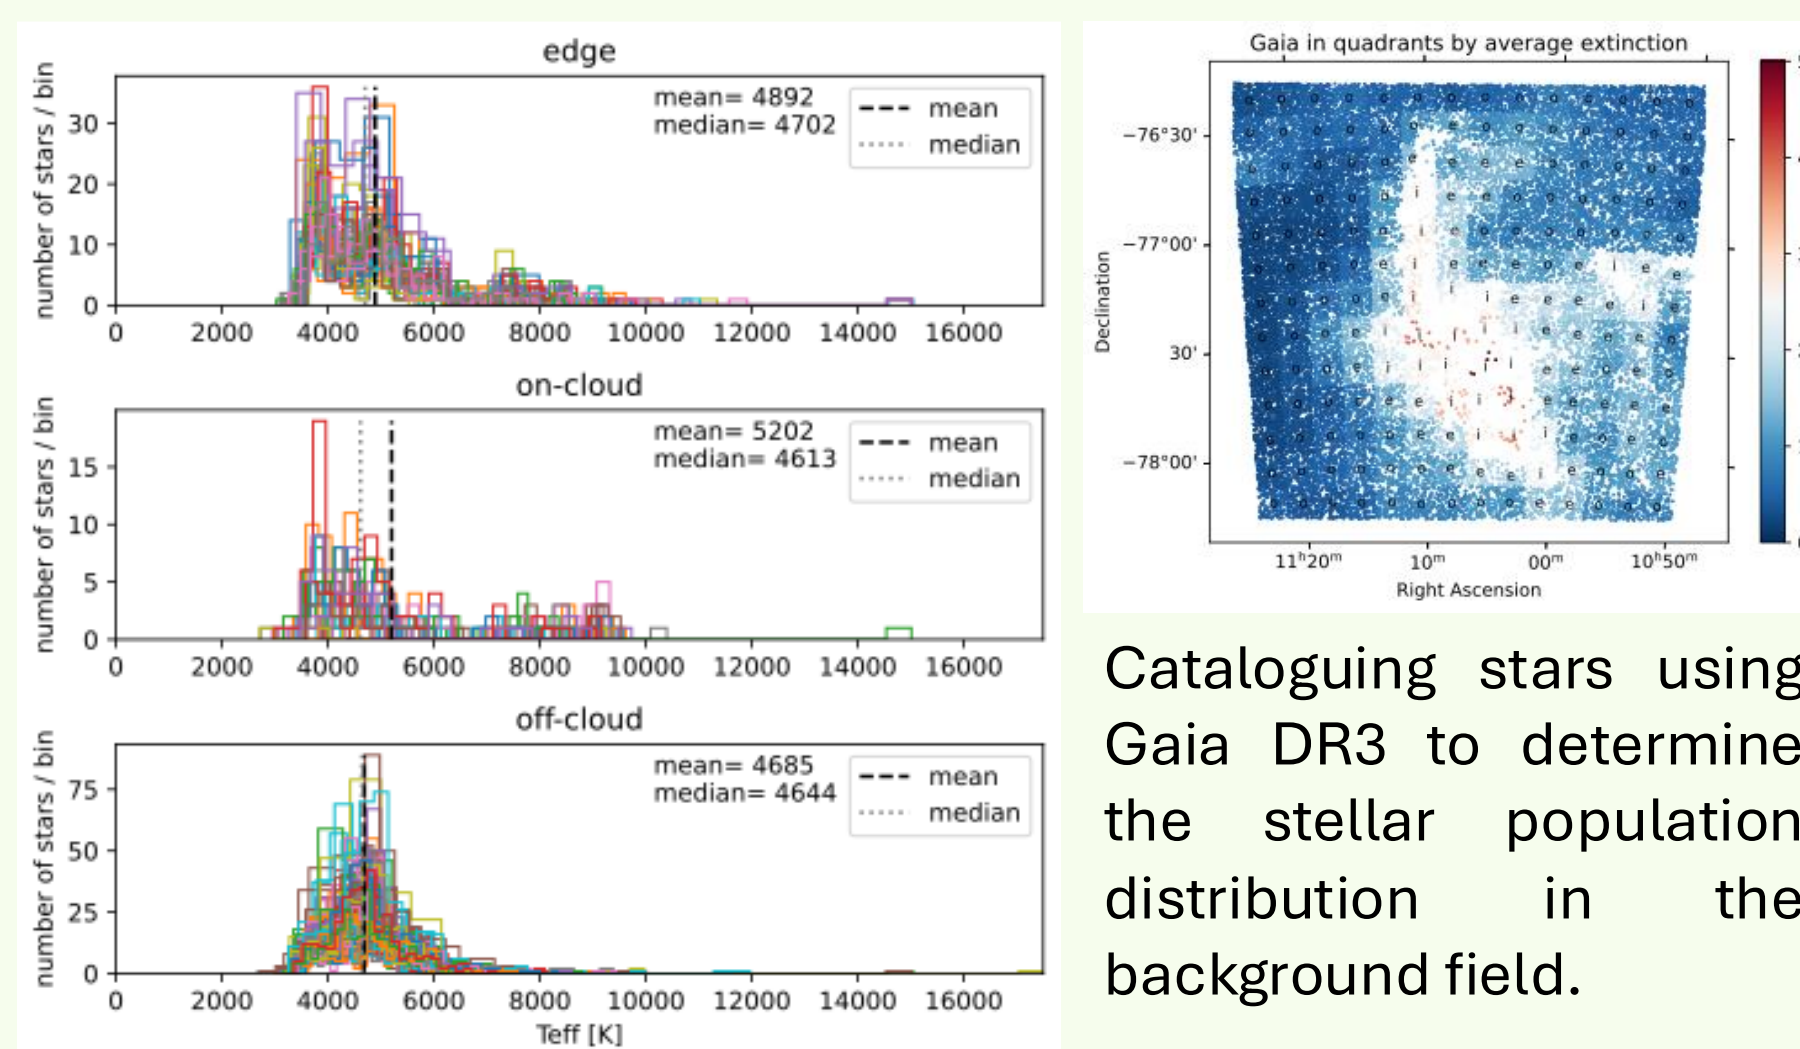 edge
number of stars / bin
30
20
10
0
mean= 4892
median= 4702
mean
median
0 2000 4000 6000 8000 10000 12000 14000 16000
on-cloud
number of stars / bin
15
10
5
0
mean= 5202
median= 4613
mean
median
0 2000 4000 6000 8000 10000 12000 14000 16000
off-cloud
number of stars / bin
75
50
25
0
mean= 4685
median= 4644
mean
median
0 2000 4000 6000 8000 10000 12000 14000 16000
Teff [K]
Gaia in quadrants by average extinction
Declination
−76°30'
−77°00'
30'
−78°00'
11ʰ20ᵐ 10ᵐ 00ᵐ 10ʰ50ᵐ
Right Ascension
Cataloguing stars using
Gaia DR3 to determine
the stellar population
distribution in the
background field.